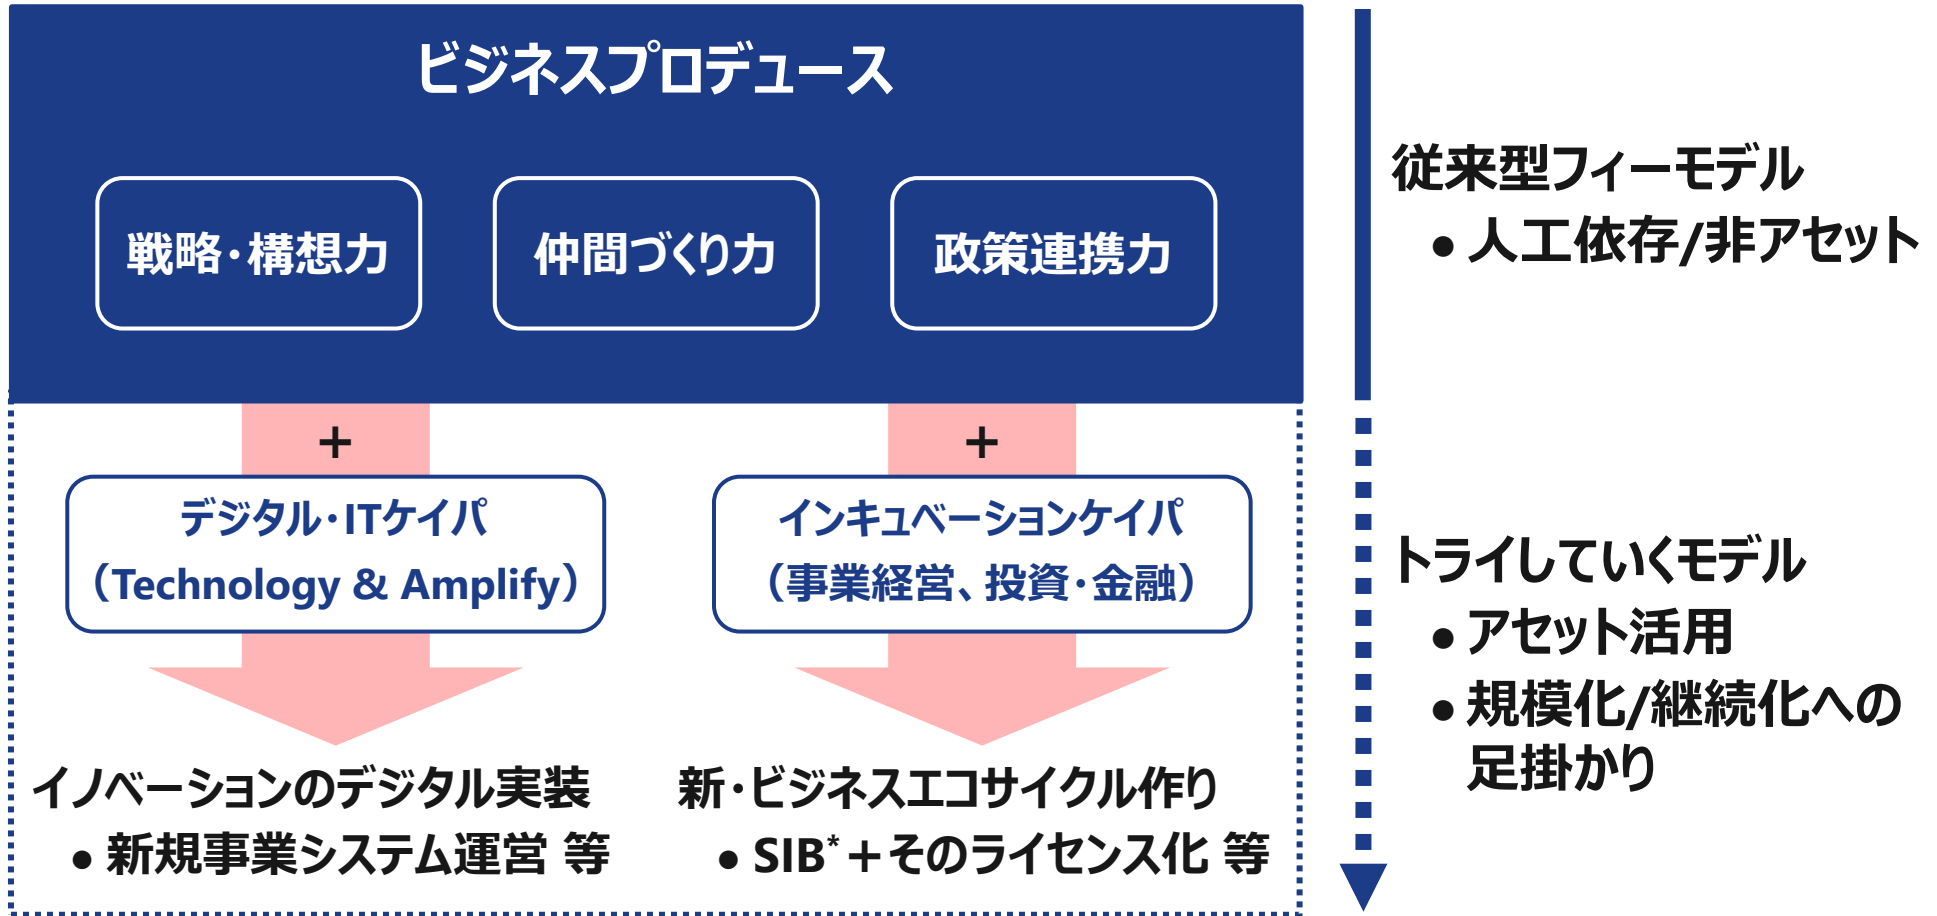 ビジネスプロデュース
戦略・構想力
仲間づくり力
政策連携力
従来型フィーモデル
● 人工依存/非アセット
+
デジタル・ITケイパ
（Technology & Amplify）
イノベーションのデジタル実装
● 新規事業システム運営 等
+
インキュベーションケイパ
（事業経営、投資・金融）
新・ビジネスエコサイクル作り
● SIB*＋そのライセンス化 等
トライしていくモデル
● アセット活用
● 規模化/継続化への
足掛かり